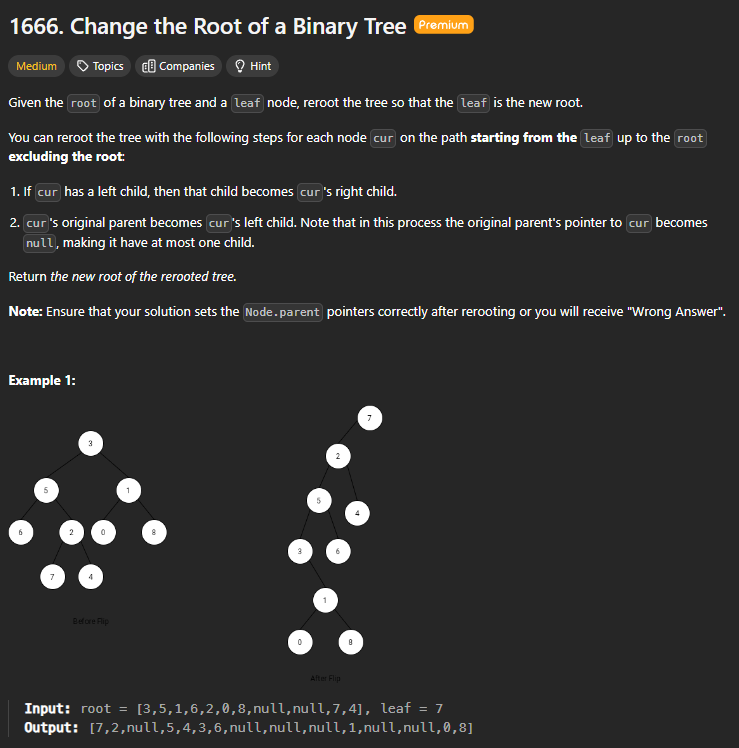 1666. Change the Root of a Binary Tree Premium
Medium Topics Companies Hint
Given the root of a binary tree and a leaf node, reroot the tree so that the leaf is the new root.
You can reroot the tree with the following steps for each node cur on the path starting from the leaf up to the root
excluding the root:
1. If cur has a left child, then that child becomes cur's right child.
2. cur's original parent becomes cur's left child. Note that in this process the original parent's pointer to cur becomes
null, making it have at most one child.
Return the new root of the rerooted tree.
Note: Ensure that your solution sets the Node.parent pointers correctly after rerooting or you will receive "Wrong Answer".
Example 1:
7
3
2
5 1
5 4
6 2 0 8
3 6
7 4
1
Before Flip
0 8
After Flip
Input: root = [3,5,1,6,2,0,8,null,null,7,4], leaf = 7
Output: [7,2,null,5,4,3,6,null,null,null,1,null,null,0,8]